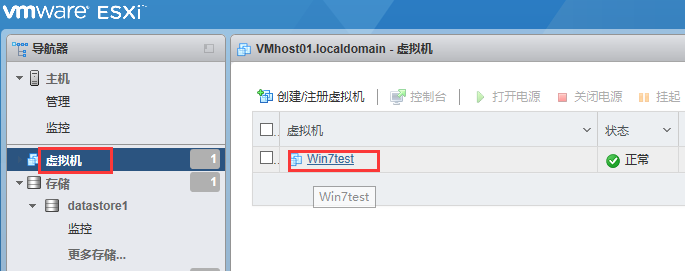 vmware ESXi
导航器
主机
管理
监控
虚拟机 1
存储 1
datastore1
监控
更多存储...
VMhost01.localdomain - 虚拟机
创建/注册虚拟机 控制台 打开电源 关闭电源 挂起
虚拟机 状态
Win7test 正常
Win7test